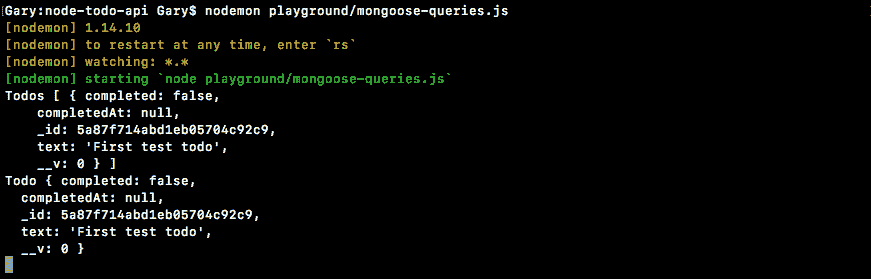 Gary:node-todo-api Gary$ nodemon playground/mongoose-queries.js
[nodemon] 1.14.10
[nodemon] to restart at any time, enter `rs`
[nodemon] watching: *.*
[nodemon] starting `node playground/mongoose-queries.js`
Todos [ { completed: false,
    completedAt: null,
    _id: 5a87f714abd1eb05704c92c9,
    text: 'First test todo',
    __v: 0 } ]
Todo { completed: false,
  completedAt: null,
  _id: 5a87f714abd1eb05704c92c9,
  text: 'First test todo',
  __v: 0 }